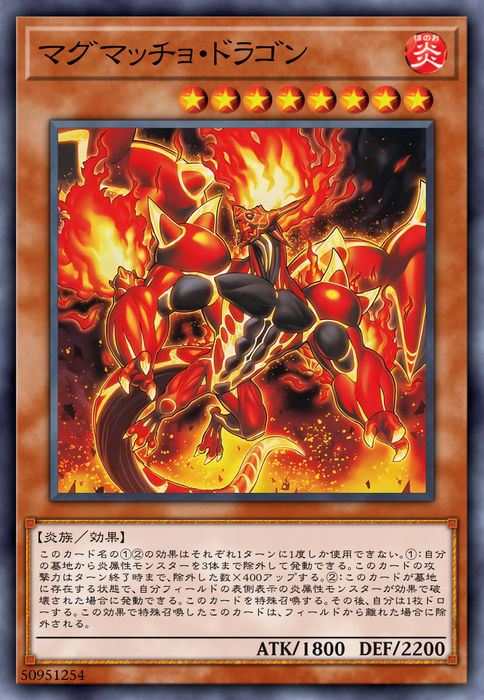 マグマッチョ・ドラゴン
ほのお
炎
【炎族／効果】
このカード名の①②の効果はそれぞれ1ターンに1度しか使用できない。①：自分
の墓地から炎属性モンスターを3体まで除外して発動できる。このカードの攻
撃力はターン終了時まで、除外した数×400アップする。②：このカードが墓地
に存在する状態で、自分フィールドの表側表示の炎属性モンスターが効果で破
壊された場合に発動できる。このカードを特殊召喚する。その後、自分は1枚ドロ
ーする。この効果で特殊召喚したこのカードは、フィールドから離れた場合に除
外される。
ATK/1800 DEF/2200
50951254